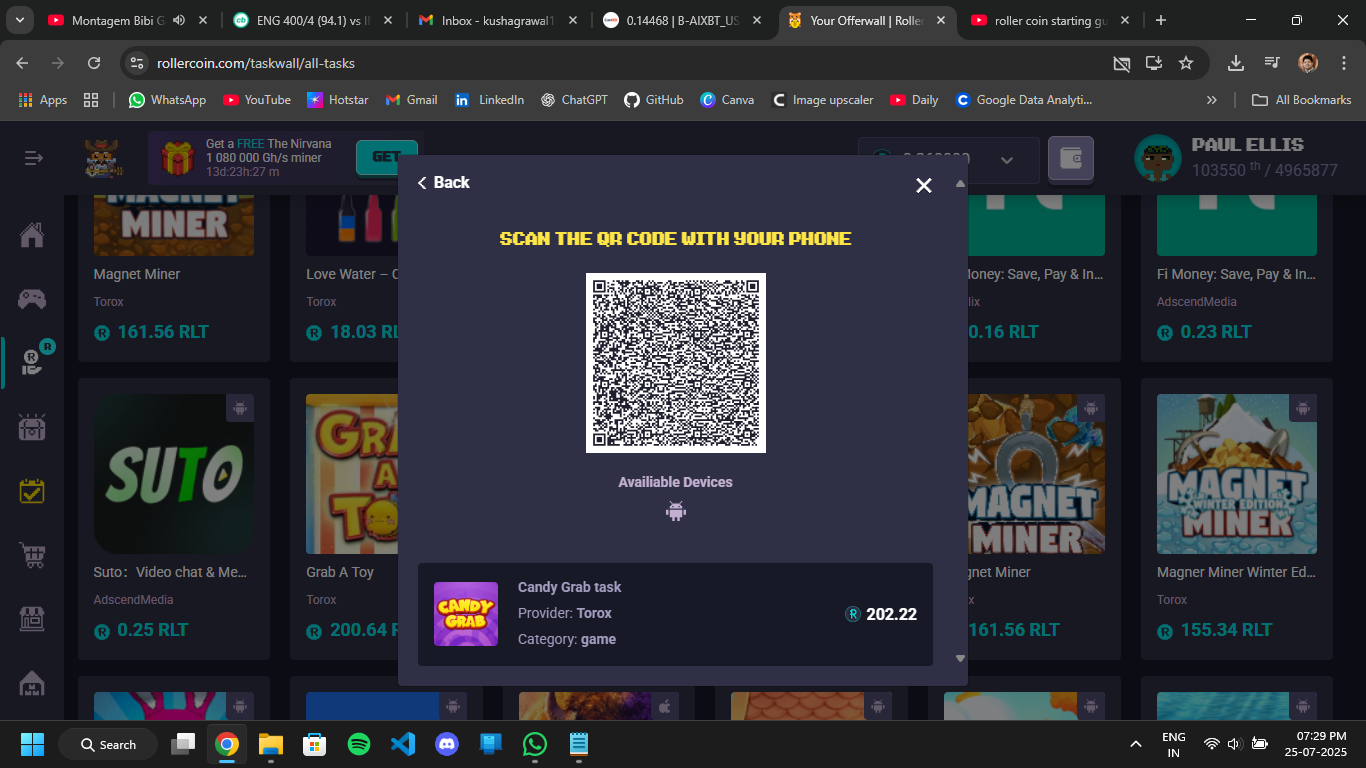 Montagem Bibi G
ENG 400/4 (94.1) vs I
Inbox - kushagrawal1
0.14468 | B-AIXBT_US
Your Offerwall | Roller
roller coin starting gu
rollercoin.com/taskwall/all-tasks
Apps
WhatsApp
YouTube
Hotstar
Gmail
LinkedIn
ChatGPT
GitHub
Canva
Image upscaler
Daily
Google Data Analyti...
All Bookmarks
Get a FREE The Nirvana
1 080 000 Gh/s miner
13d:23h:27 m
GET
PAUL ELLIS
103550 th / 4965877
Back
SCAN THE QR CODE WITH YOUR PHONE
Availiable Devices
Candy Grab task
Provider: Torox
Category: game
202.22
CANDY GRAB
MAGNET
MINER
Magnet Miner
Torox
161.56 RLT
Love Water – C
Torox
18.03 RL
Money: Save, Pay & In...
lix
0.16 RLT
Fi Money: Save, Pay & In...
AdscendMedia
0.23 RLT
SUTO
Suto：Video chat & Me...
AdscendMedia
0.25 RLT
Grab A Toy
Torox
200.64 R
MAGNET
MINER
gnet Miner
Torox
161.56 RLT
MAGNET
WINTER EDITION
MINER
Magner Miner Winter Ed...
Torox
155.34 RLT
Search
ENG
IN
07:29 PM
25-07-2025